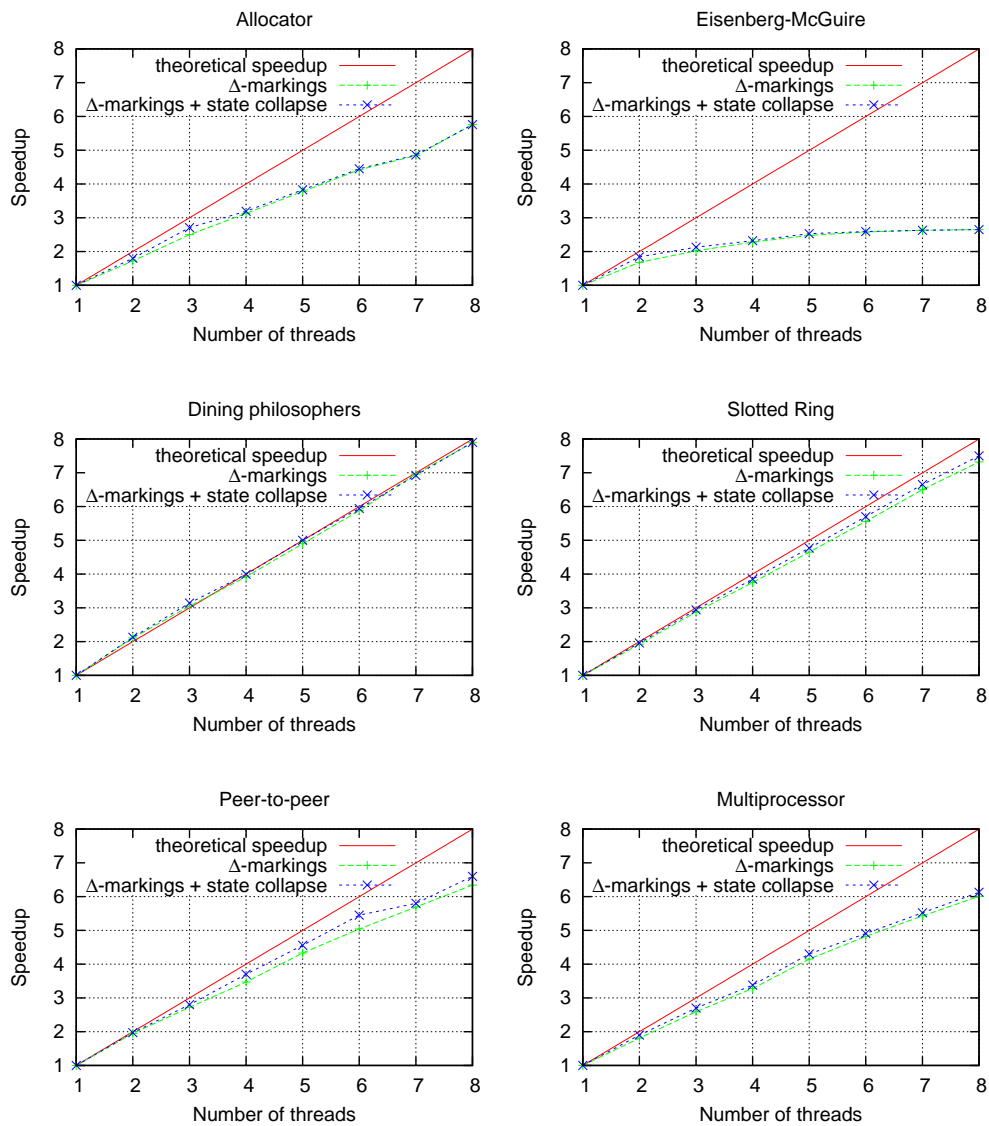 Allocator
8
7
6
5
4
3
2
1
Speedup
theoretical speedup
Δ-markings
Δ-markings + state collapse
1 2 3 4 5 6 7 8
Number of threads
Eisenberg-McGuire
8
7
6
5
4
3
2
1
Speedup
theoretical speedup
Δ-markings
Δ-markings + state collapse
1 2 3 4 5 6 7 8
Number of threads
Dining philosophers
8
7
6
5
4
3
2
1
Speedup
theoretical speedup
Δ-markings
Δ-markings + state collapse
1 2 3 4 5 6 7 8
Number of threads
Slotted Ring
8
7
6
5
4
3
2
1
Speedup
theoretical speedup
Δ-markings
Δ-markings + state collapse
1 2 3 4 5 6 7 8
Number of threads
Peer-to-peer
8
7
6
5
4
3
2
1
Speedup
theoretical speedup
Δ-markings
Δ-markings + state collapse
1 2 3 4 5 6 7 8
Number of threads
Multiprocessor
8
7
6
5
4
3
2
1
Speedup
theoretical speedup
Δ-markings
Δ-markings + state collapse
1 2 3 4 5 6 7 8
Number of threads